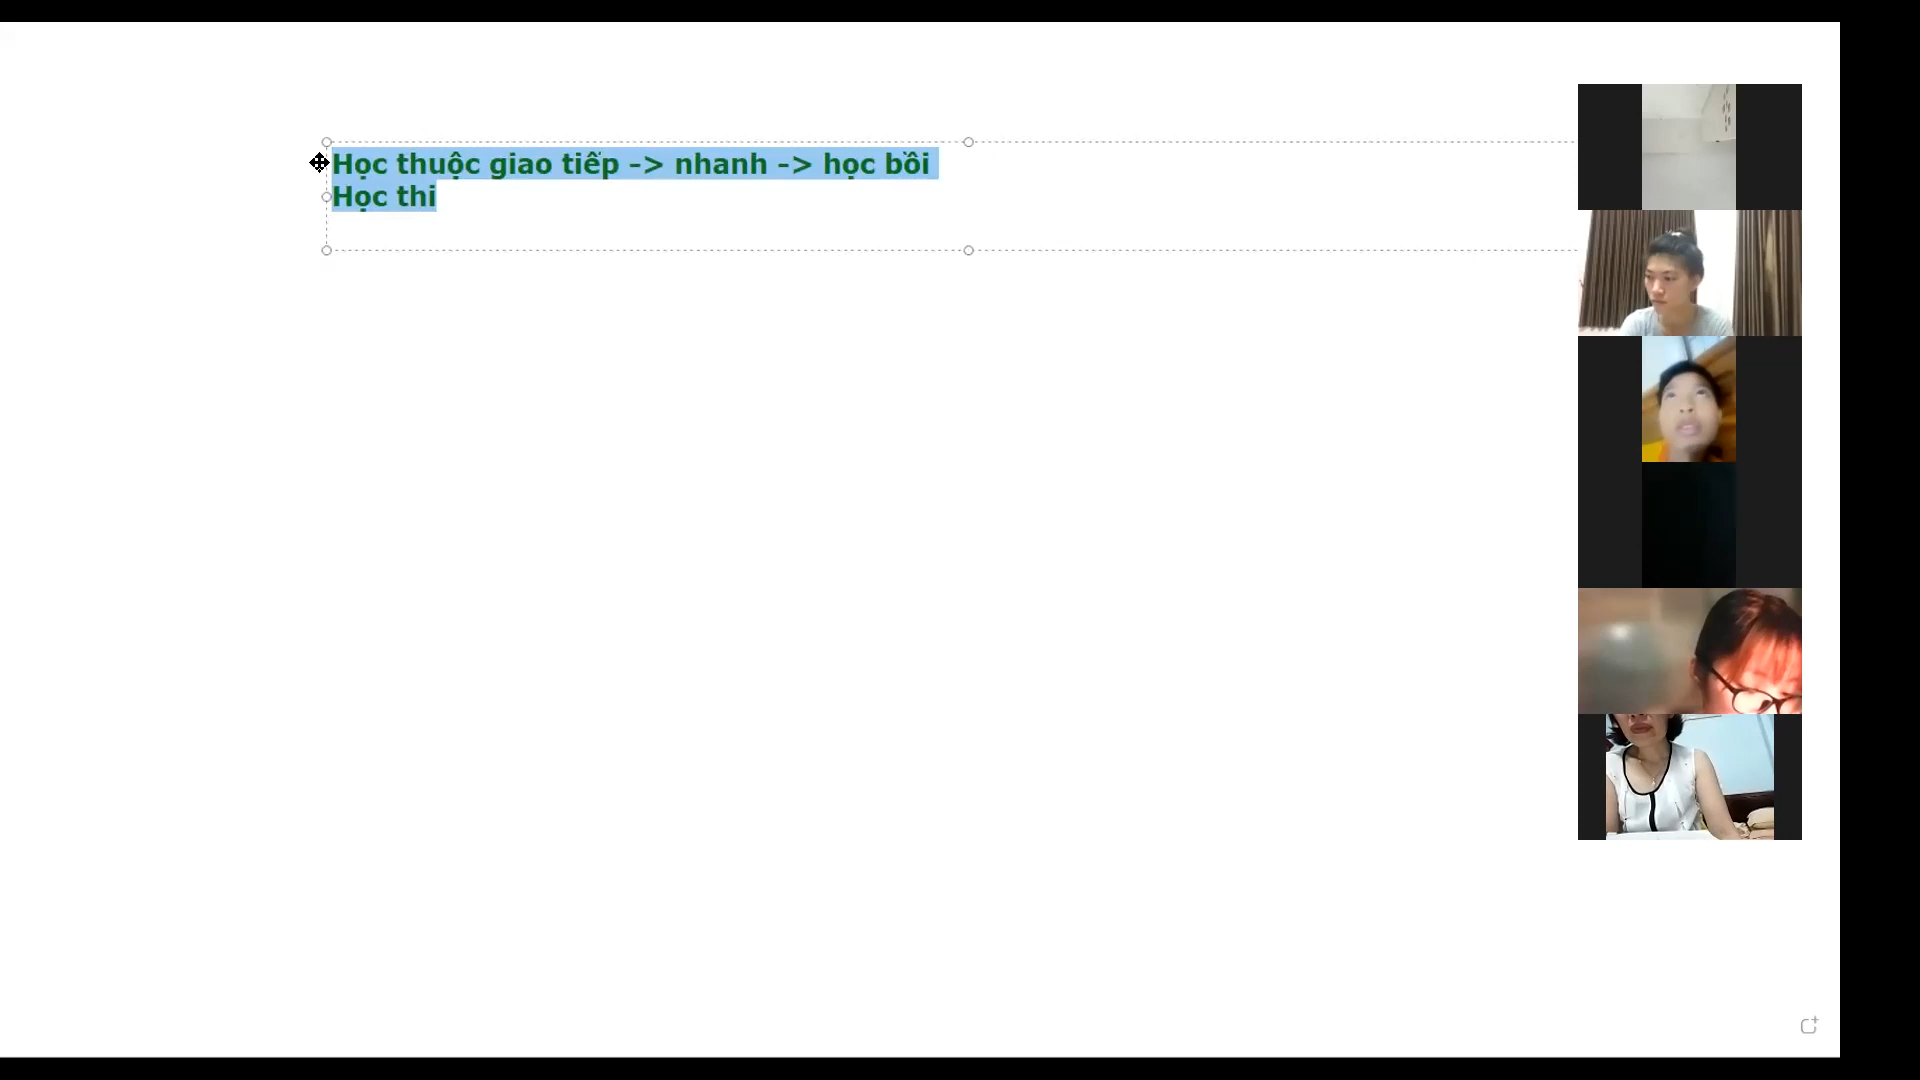 Học thuộc giao tiếp -> nhanh -> học bồi
Học thi